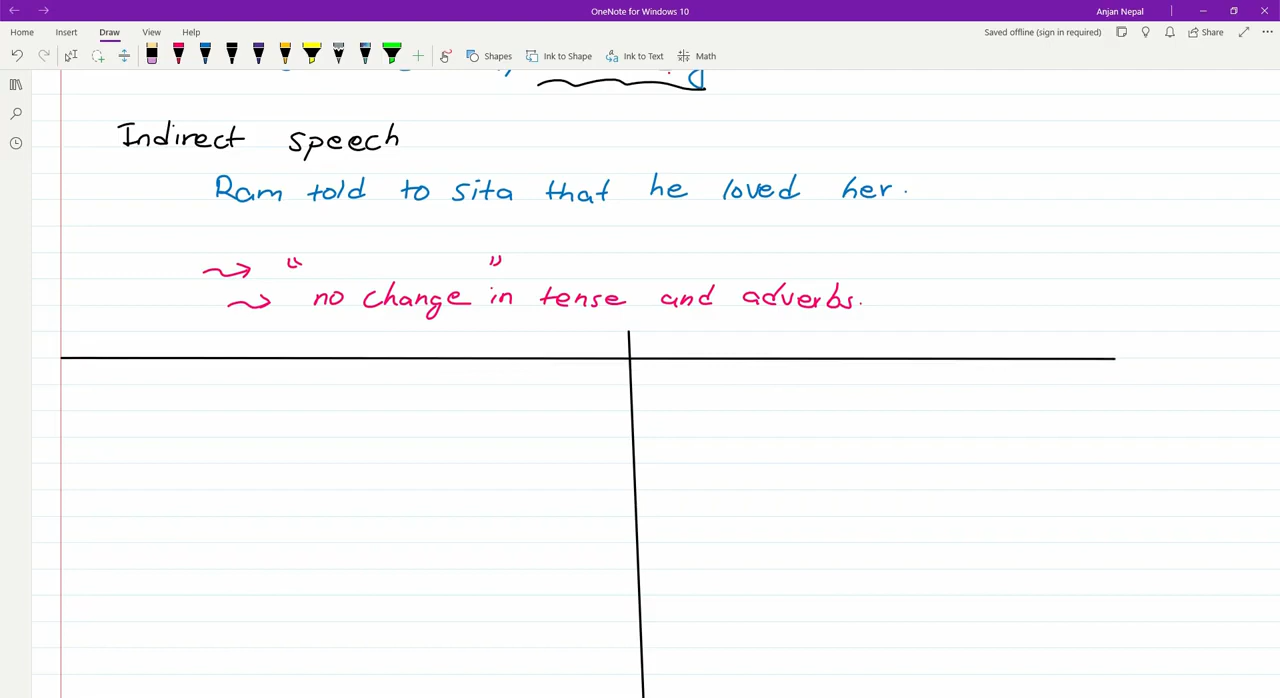 OneNote for Windows 10
Anjan Nepal
Home Insert Draw View Help
Saved offline (sign in required)
Share
Shapes
Ink to Shape
Ink to Text
Math
Indirect speech
Ram told to sita that he loved her.
" "
no change in tense and adverbs.